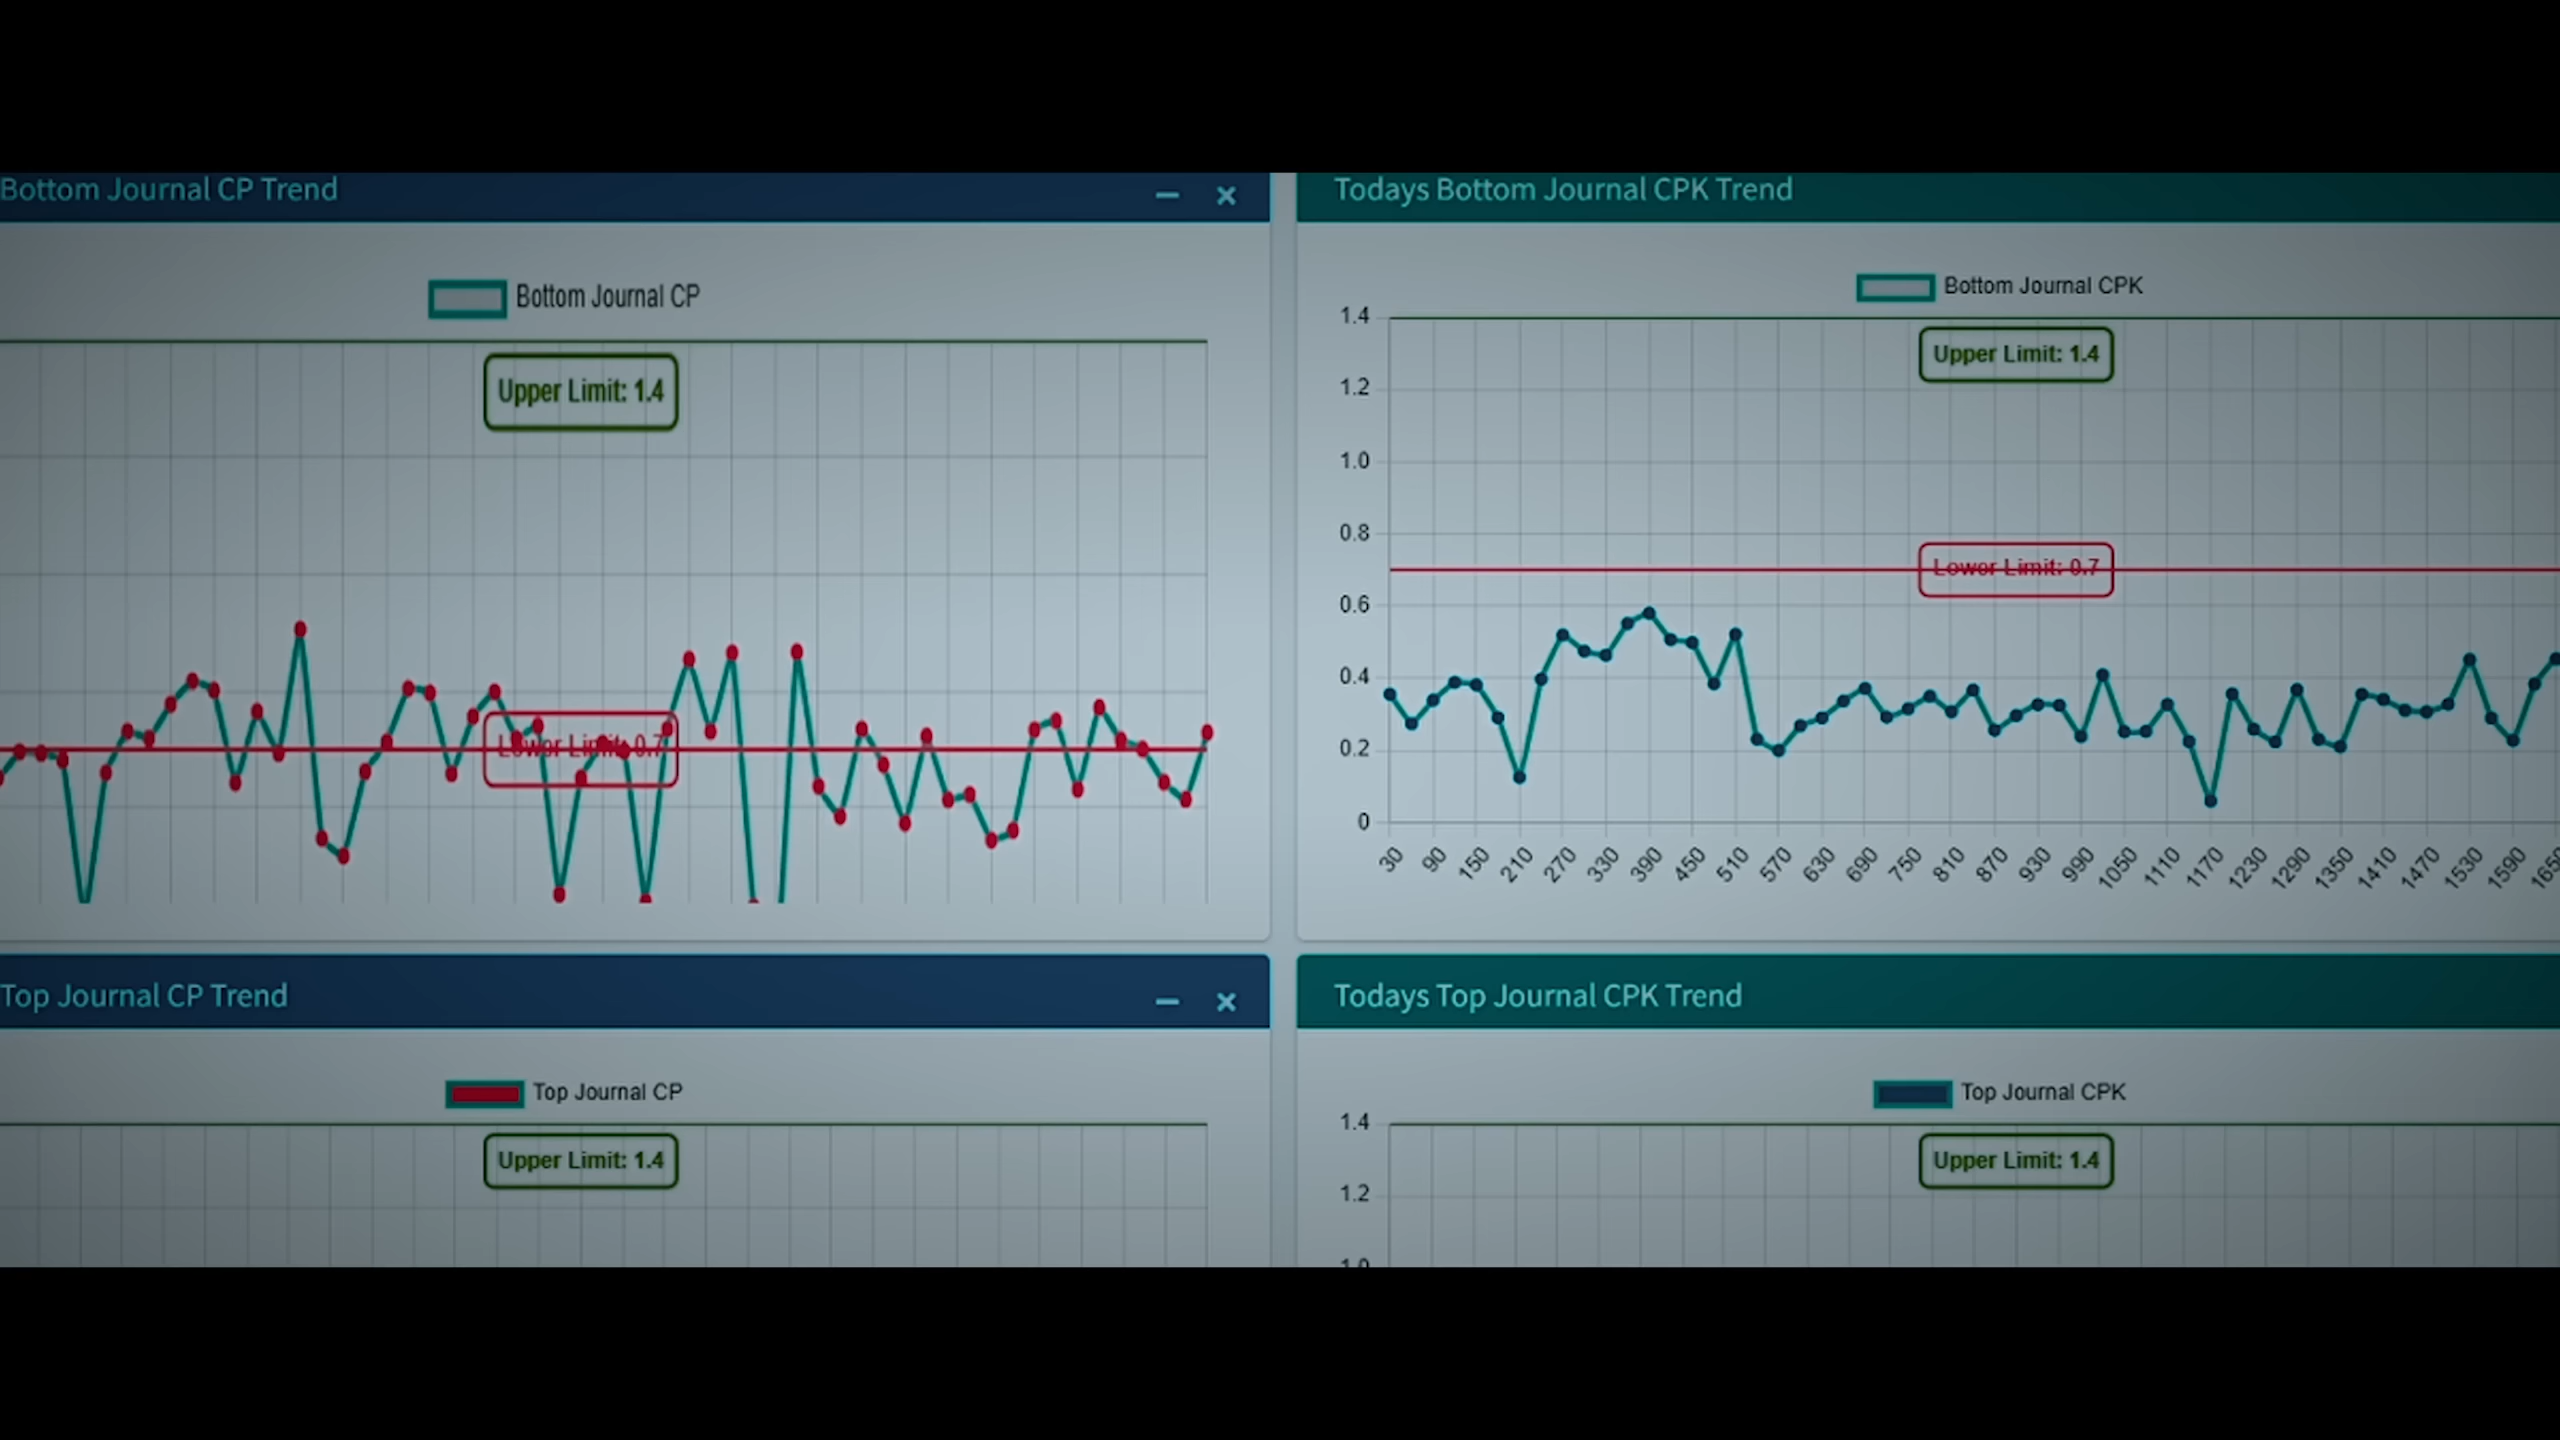 Bottom Journal CP Trend
Bottom Journal CP
Upper Limit: 1.4
Lower Limit: 0.7
Todays Bottom Journal CPK Trend
Bottom Journal CPK
1.4
Upper Limit: 1.4
1.2
1.0
0.8
Lower Limit: 0.7
0.6
0.4
0.2
0
30 90 150 210 270 330 390 450 510 570 630 690 750 810 870 930 990 1050 1110 1170 1230 1290 1350 1410 1470 1530 1590 1650
Top Journal CP Trend
Top Journal CP
Upper Limit: 1.4
Todays Top Journal CPK Trend
Top Journal CPK
1.4
Upper Limit: 1.4
1.2
1.0